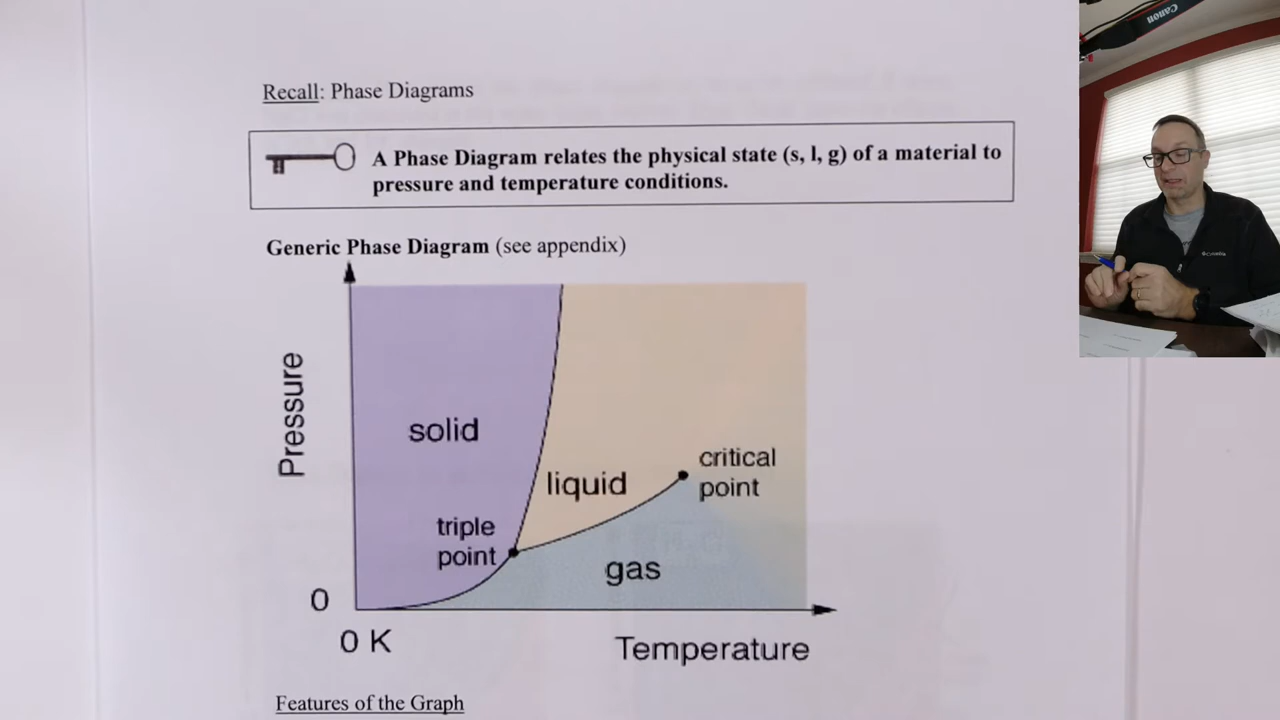 Recall: Phase Diagrams
A Phase Diagram relates the physical state (s, l, g) of a material to
pressure and temperature conditions.
Generic Phase Diagram (see appendix)
Pressure
solid
liquid
critical
point
triple
point
gas
0
0 K
Temperature
Features of the Graph
Canon
Columbia